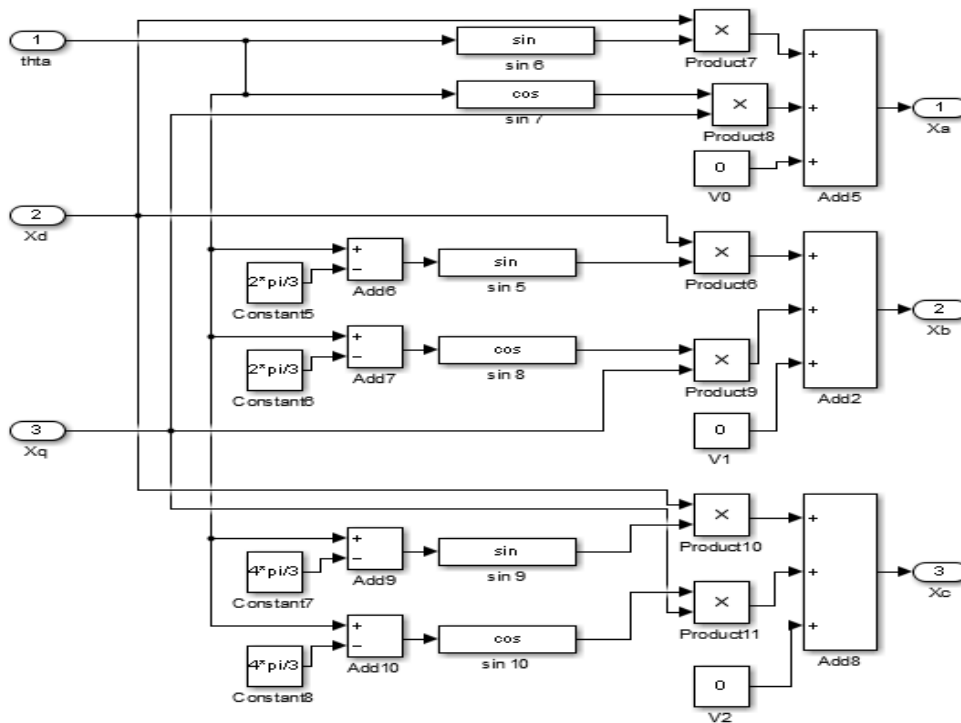 1
thta
sin
sin 6
×
Product7
cos
sin 7
×
Product8
0
V0
+
+
+
Add5
1
Xa
2
Xd
2*pi/3
Constant5
+
−
Add6
sin
sin 5
×
Product6
2*pi/3
Constant6
+
−
Add7
cos
sin 8
×
Product9
0
V1
+
+
+
Add2
2
Xb
3
Xq
4*pi/3
Constant7
+
−
Add9
sin
sin 9
×
Product10
4*pi/3
Constant8
+
−
Add10
cos
sin 10
×
Product11
0
V2
+
+
+
Add8
3
Xc